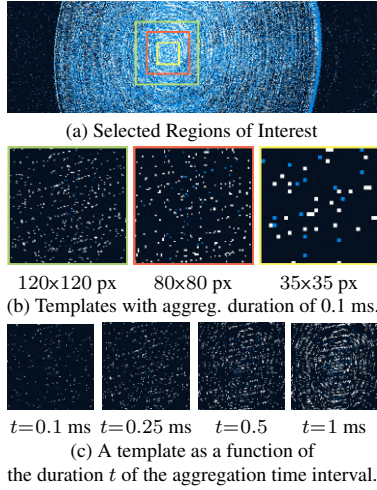 (a) Selected Regions of Interest
120×120 px 80×80 px 35×35 px
(b) Templates with aggreg. duration of 0.1 ms.
t=0.1 ms t=0.25 ms t=0.5 t=1 ms
(c) A template as a function of
the duration t of the aggregation time interval.